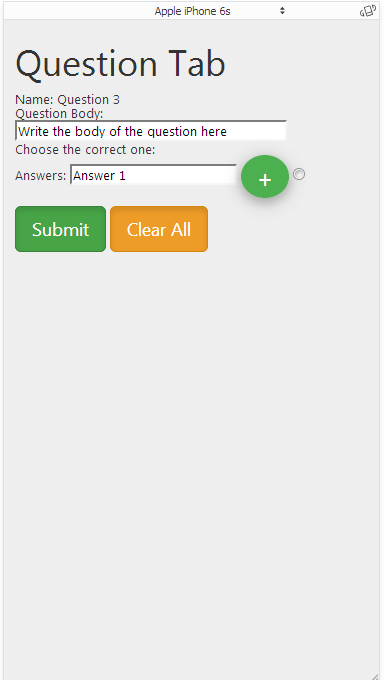 Apple iPhone 6s
Question Tab
Name: Question 3
Question Body:
Write the body of the question here
Choose the correct one:
Answers: Answer 1 +
Submit Clear All